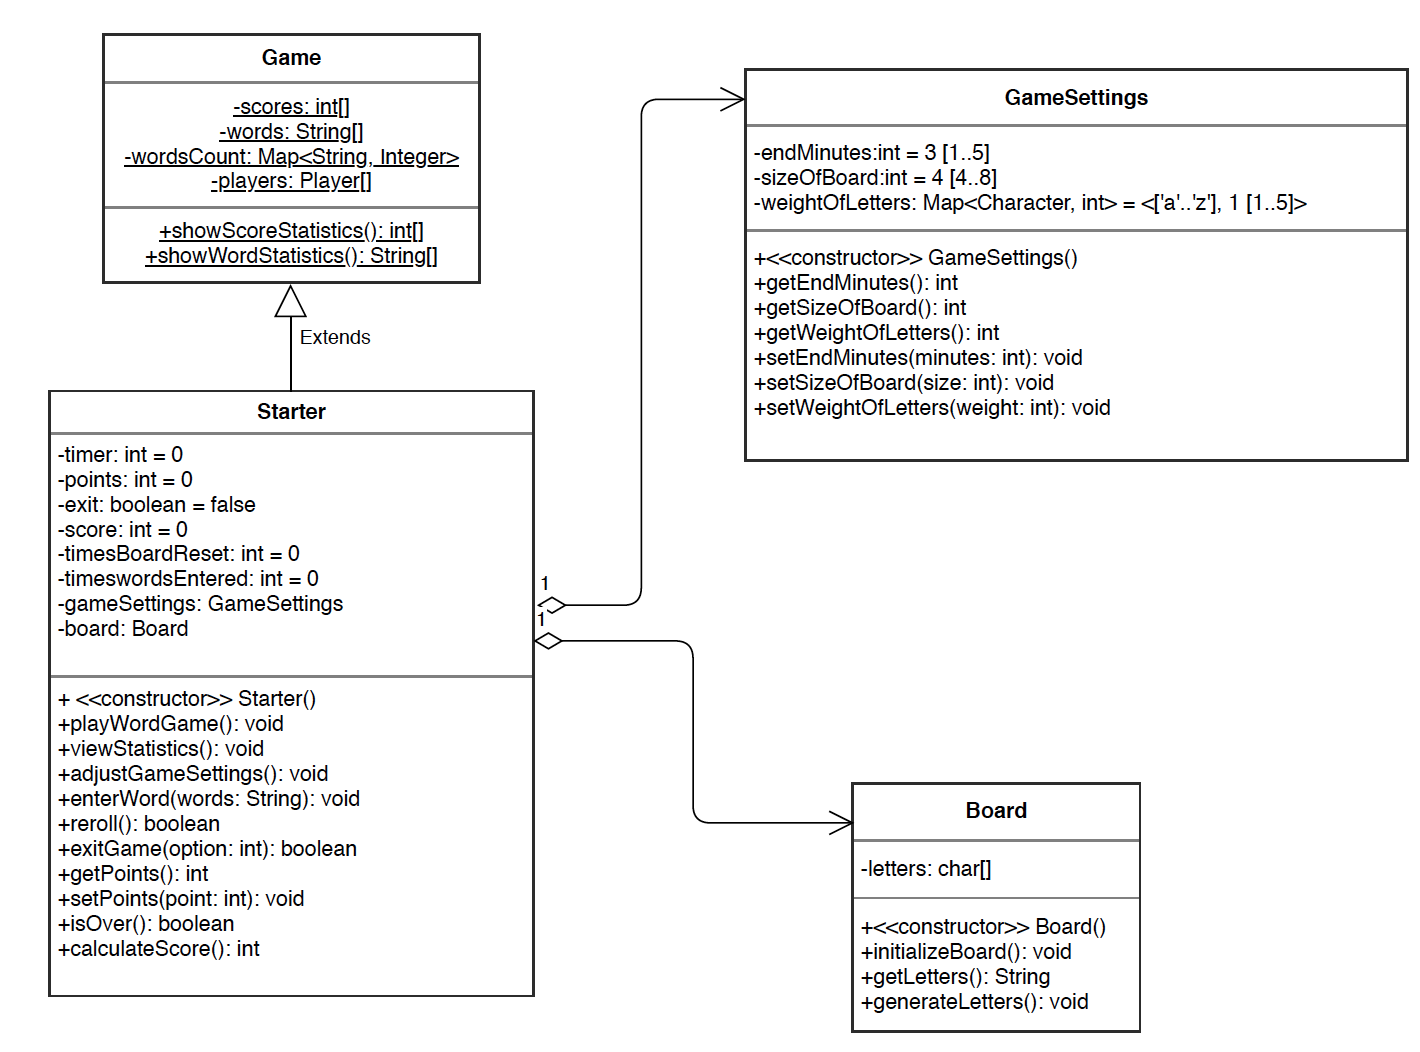 Game
-scores: int[]
-words: String[]
-wordsCount: Map<String, Integer>
-players: Player[]
+showScoreStatistics(): int[]
+showWordStatistics(): String[]
Extends
Starter
-timer: int = 0
-points: int = 0
-exit: boolean = false
-score: int = 0
-timesBoardReset: int = 0
-timeswordsEntered: int = 0
-gameSettings: GameSettings
-board: Board
+ <<constructor>> Starter()
+playWordGame(): void
+viewStatistics(): void
+adjustGameSettings(): void
+enterWord(words: String): void
+reroll(): boolean
+exitGame(option: int): boolean
+getPoints(): int
+setPoints(point: int): void
+isOver(): boolean
+calculateScore(): int
1
1
GameSettings
-endMinutes:int = 3 [1..5]
-sizeOfBoard:int = 4 [4..8]
-weightOfLetters: Map<Character, int> = <['a'..'z'], 1 [1..5]>
+<<constructor>> GameSettings()
+getEndMinutes(): int
+getSizeOfBoard(): int
+getWeightOfLetters(): int
+setEndMinutes(minutes: int): void
+setSizeOfBoard(size: int): void
+setWeightOfLetters(weight: int): void
Board
-letters: char[]
+<<constructor>> Board()
+initializeBoard(): void
+getLetters(): String
+generateLetters(): void